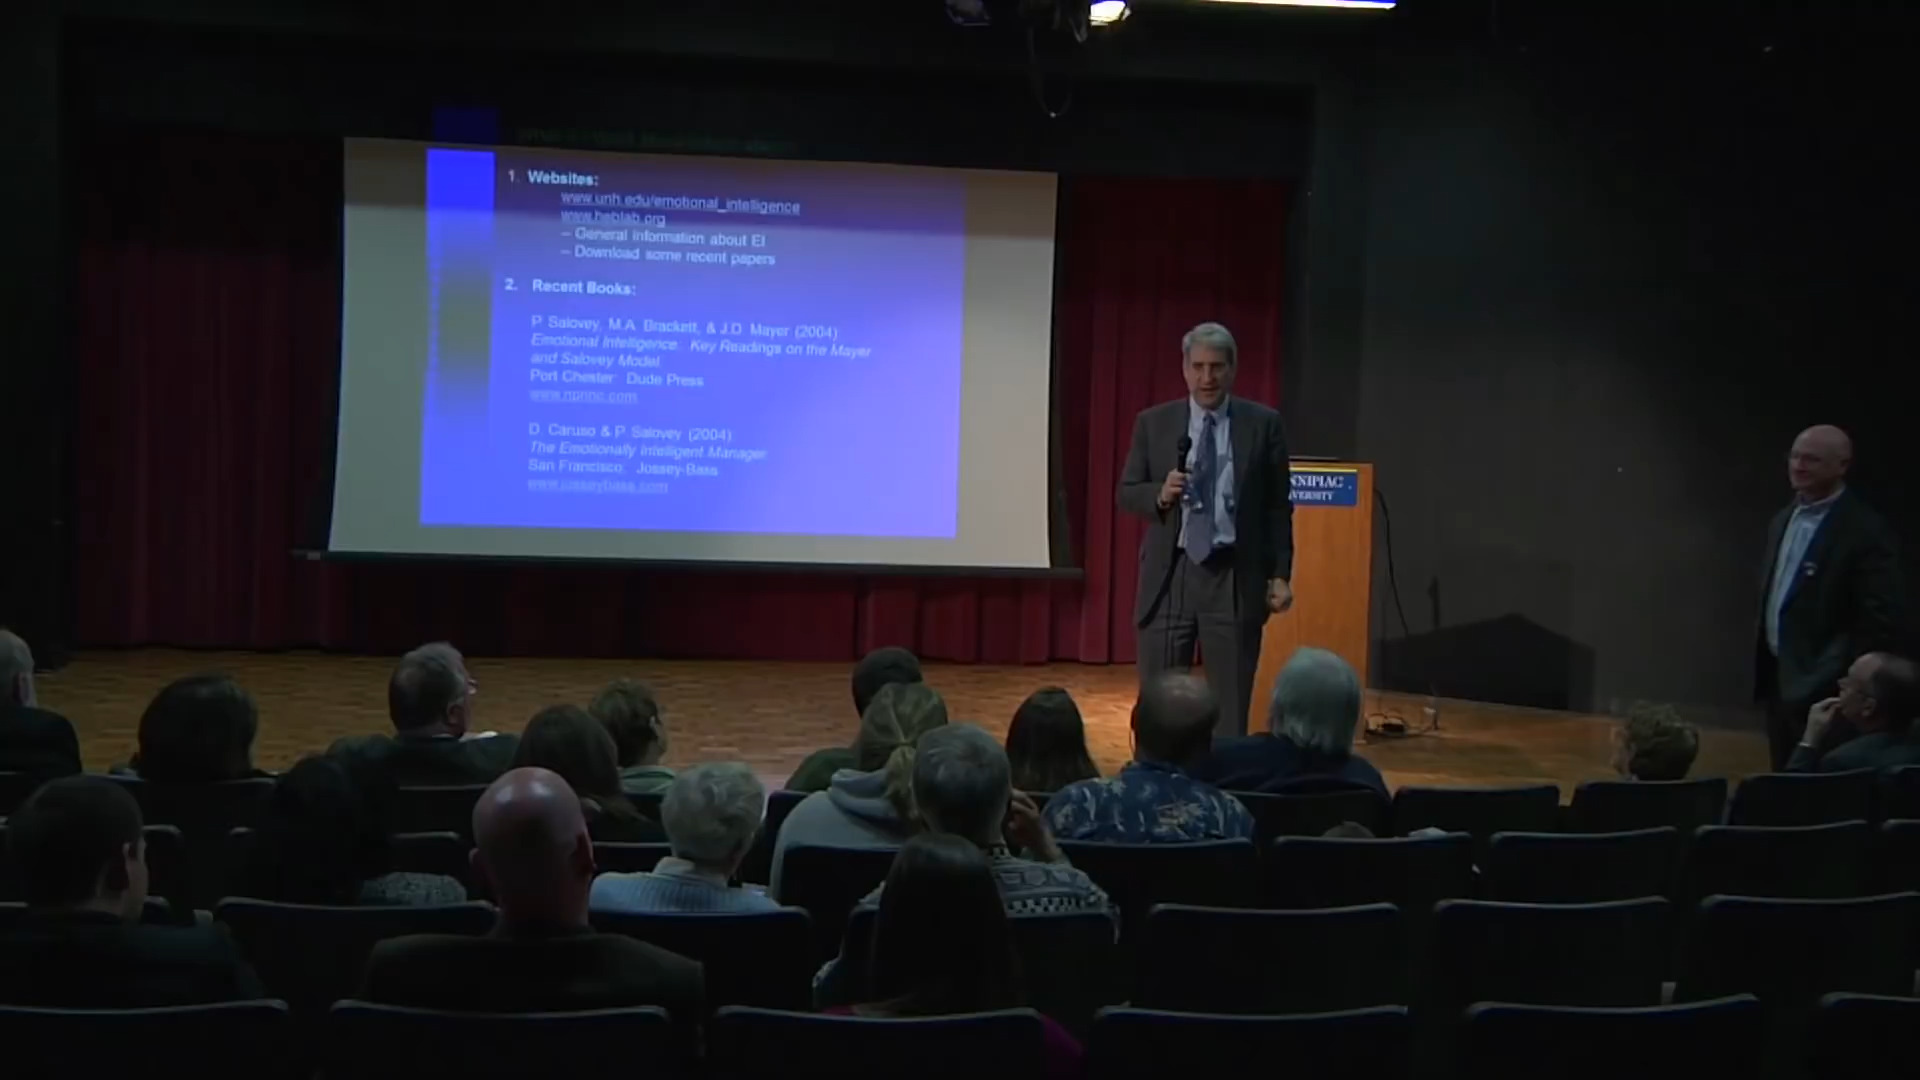 1. Websites:
www.unh.edu/emotional_intelligence
www.heblab.org
– General information about EI
– Download some recent papers
2. Recent Books:
P. Salovey, M.A. Brackett, & J.D. Mayer (2004)
Emotional Intelligence: Key Readings on the Mayer
and Salovey Model
Port Chester: Dude Press
www.nprinc.com
D. Caruso & P. Salovey (2004)
The Emotionally Intelligent Manager
San Francisco: Jossey-Bass
www.josseybass.com
NNIPIAC
VERSITY